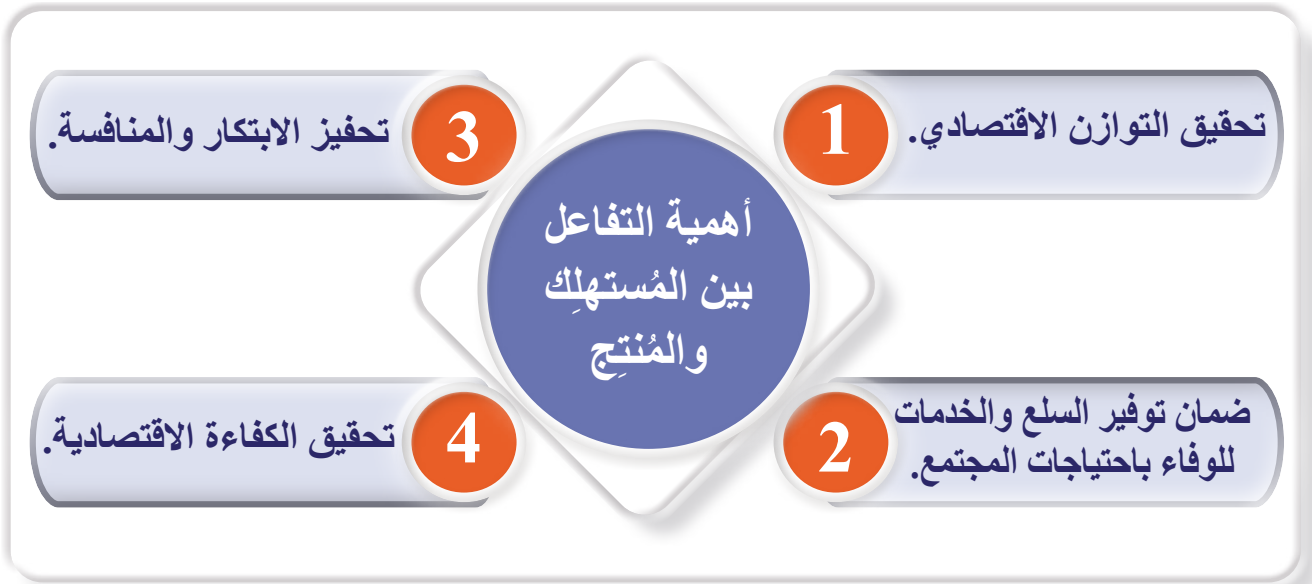 أهمية التفاعل
بين المُستهلِك
والمُنتِج
1
تحقيق التوازن الاقتصادي.
2
ضمان توفير السلع والخدمات
للوفاء باحتياجات المجتمع.
3
تحفيز الابتكار والمنافسة.
4
تحقيق الكفاءة الاقتصادية.